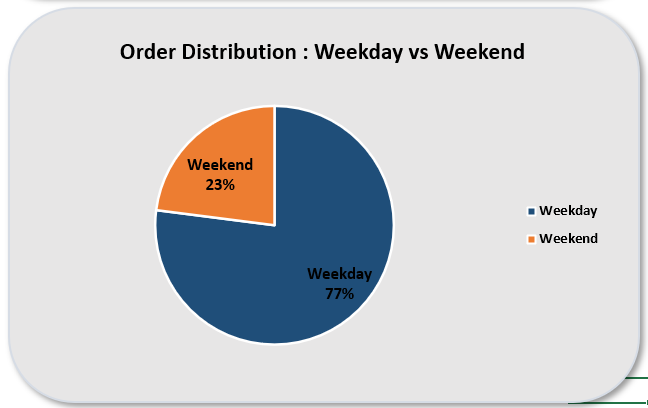 Order Distribution : Weekday vs Weekend
Weekend
23%
Weekday
77%
Weekday
Weekend